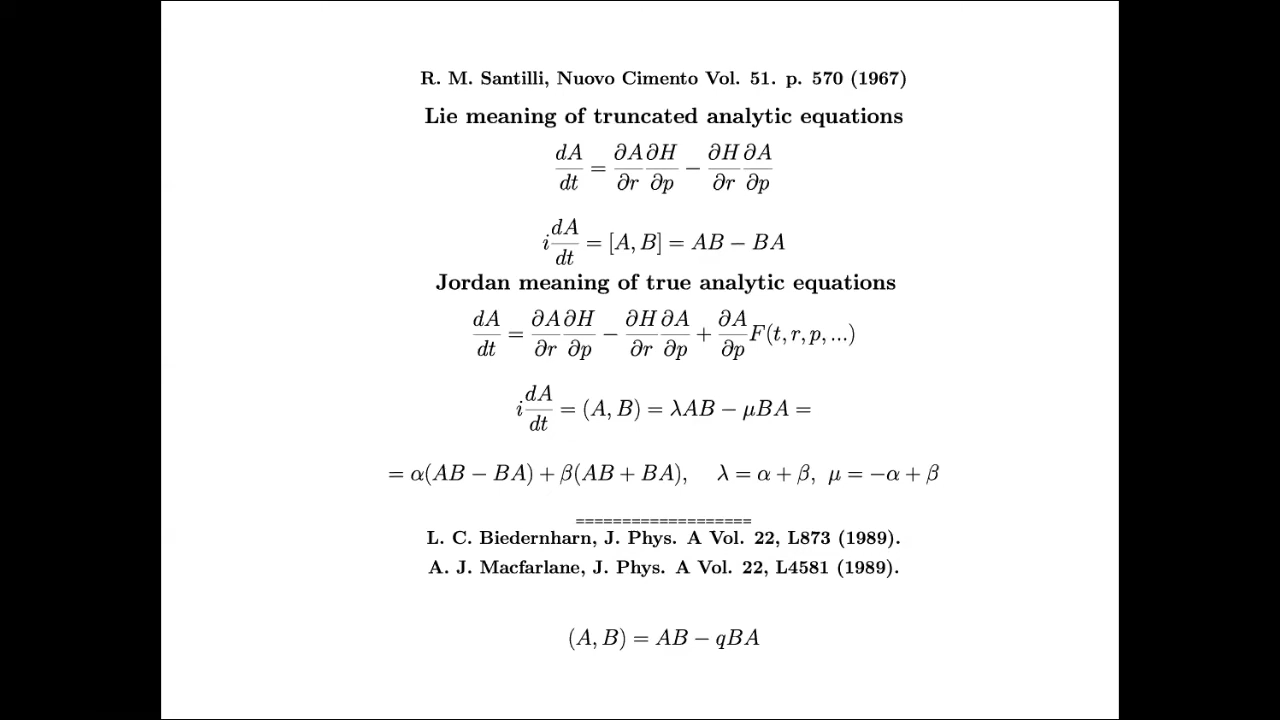 R. M. Santilli, Nuovo Cimento Vol. 51. p. 570 (1967)
Lie meaning of truncated analytic equations
dA/dt = ∂A/∂r ∂H/∂p − ∂H/∂r ∂A/∂p
i dA/dt = [A, B] = AB − BA
Jordan meaning of true analytic equations
dA/dt = ∂A/∂r ∂H/∂p − ∂H/∂r ∂A/∂p + ∂A/∂p F(t, r, p, ...)
i dA/dt = (A, B) = λAB − μBA =
= α(AB − BA) + β(AB + BA), λ = α + β, μ = −α + β
===================
L. C. Biedernharn, J. Phys. A Vol. 22, L873 (1989).
A. J. Macfarlane, J. Phys. A Vol. 22, L4581 (1989).
(A, B) = AB − qBA